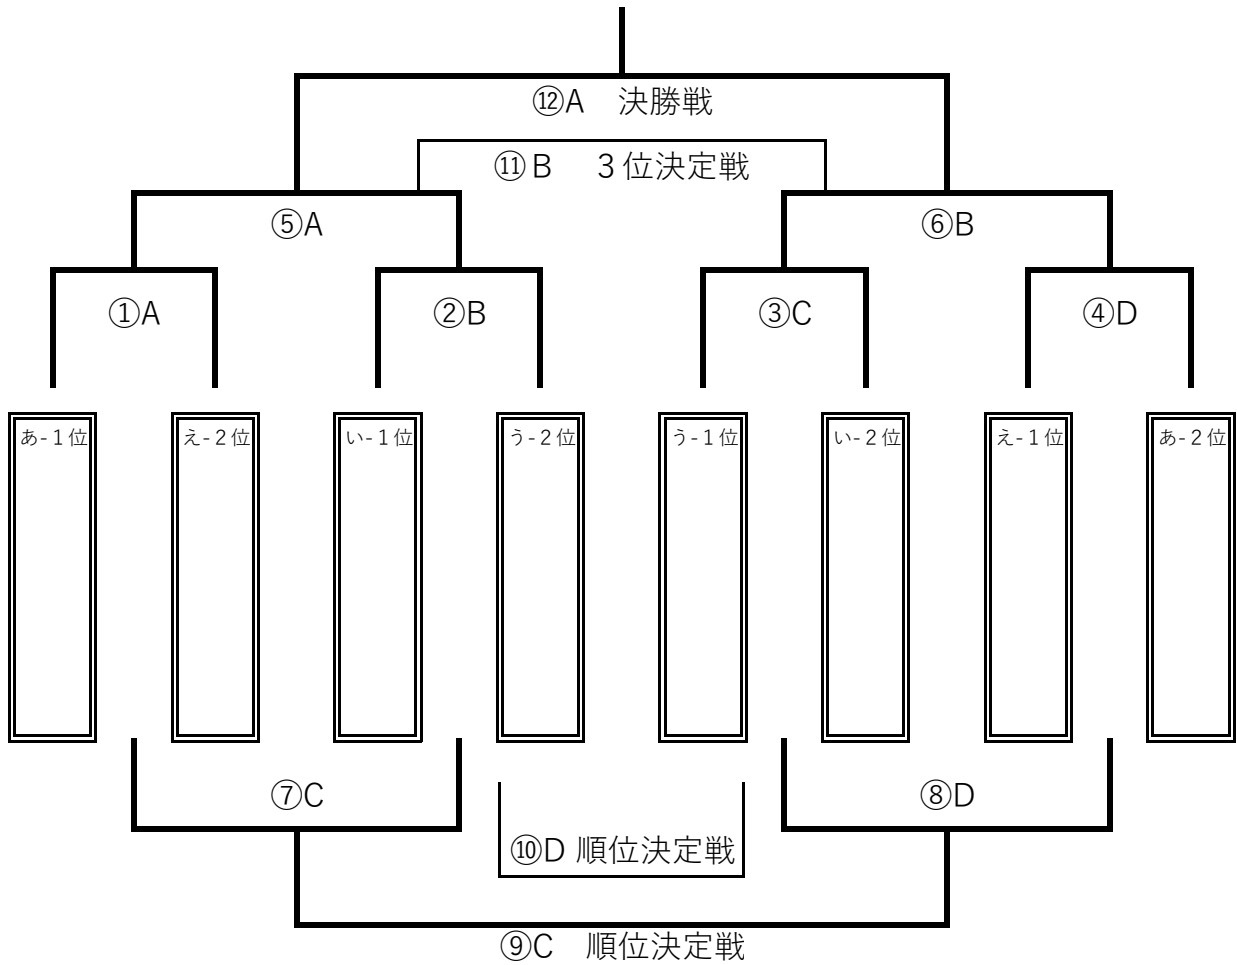 ⑫A　決勝戦
⑪B　３位決定戦
⑤A
⑥B
①A
②B
③C
④D
あ-１位
え-２位
い-１位
う-２位
う-１位
い-２位
え-１位
あ-２位
⑦C
⑧D
⑩D 順位決定戦
⑨C　順位決定戦